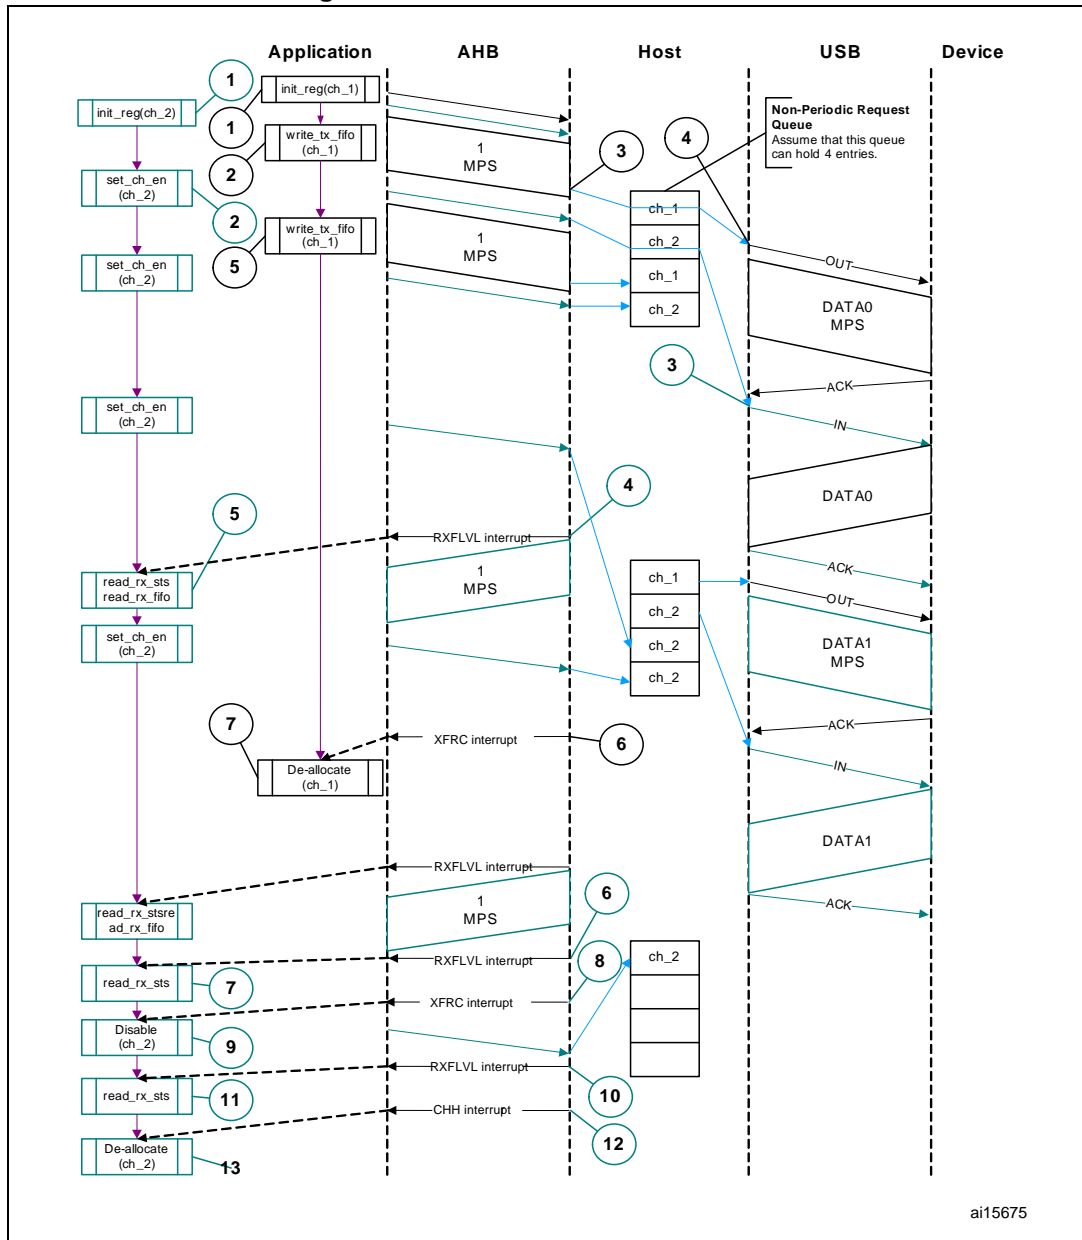 g
Application
AHB
Host
USB
Device
1
init_reg(ch_1)
init_reg(ch_2)
1
Non-Periodic Request
Queue
Assume that this queue
can hold 4 entries.
write_tx_fifo
(ch_1)
1
MPS
3
4
2
set_ch_en
(ch_2)
2
ch_1
write_tx_fifo
(ch_1)
1
MPS
ch_2
5
set_ch_en
(ch_2)
OUT
ch_1
ch_2
DATA0
MPS
3
ACK
set_ch_en
(ch_2)
IN
4
DATA0
5
RXFLVL interrupt
ACK
read_rx_sts
read_rx_fifo
1
MPS
ch_1
OUT
ch_2
set_ch_en
(ch_2)
ch_2
DATA1
MPS
ch_2
7
ACK
XFRC interrupt
6
IN
De-allocate
(ch_1)
DATA1
RXFLVL interrupt
6
1
MPS
ACK
read_rx_stsre
ad_rx_fifo
RXFLVL interrupt
8
ch_2
read_rx_sts
7
XFRC interrupt
Disable
(ch_2)
9
RXFLVL interrupt
10
read_rx_sts
11
CHH interrupt
12
De-allocate
(ch_2)
13
ai15675